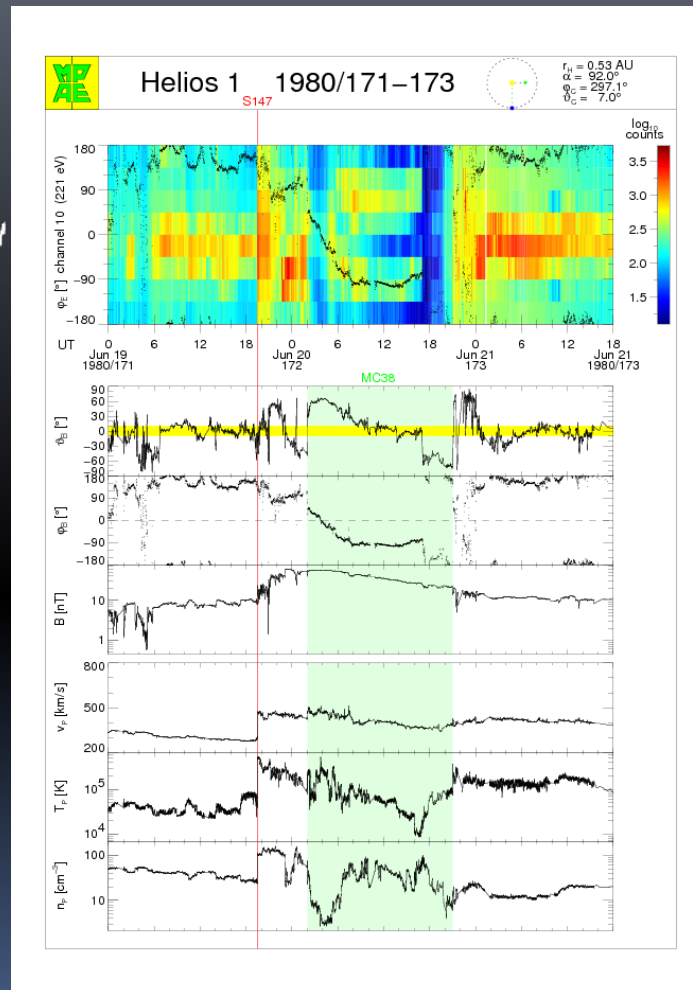 MPAE
Helios 1 1980/171–173
r_H = 0.53 AU
α = 92.0°
φ_C = 297.1°
ϑ_C = 7.0°
S147
log₁₀
counts
3.5
3.0
2.5
2.0
1.5
φ_E [°] channel 10 (221 eV)
180
90
0
−90
−180
UT 0 6 12 18 0 6 12 18 0 6 12 18
Jun 19 Jun 20 Jun 21 Jun 21
1980/171 172 173 1980/173
MC38
ϑ_B [°]
90
60
30
0
−30
−60
−90
φ_B [°]
180
90
0
−90
−180
B [nT]
10
1
v_P [km/s]
800
500
200
T_P [K]
10⁵
10⁴
n_P [cm⁻³]
100
10